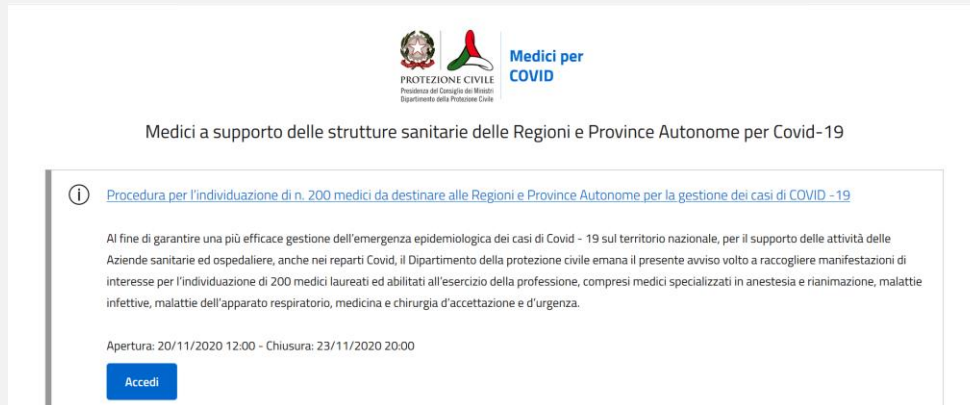 PROTEZIONE CIVILE
Presidenza del Consiglio dei Ministri
Dipartimento della Protezione Civile
Medici per
COVID
Medici a supporto delle strutture sanitarie delle Regioni e Province Autonome per Covid-19
Procedura per l'individuazione di n. 200 medici da destinare alle Regioni e Province Autonome per la gestione dei casi di COVID -19
Al fine di garantire una più efficace gestione dell'emergenza epidemiologica dei casi di Covid - 19 sul territorio nazionale, per il supporto delle attività delle
Aziende sanitarie ed ospedaliere, anche nei reparti Covid, il Dipartimento della protezione civile emana il presente avviso volto a raccogliere manifestazioni di
interesse per l'individuazione di 200 medici laureati ed abilitati all'esercizio della professione, compresi medici specializzati in anestesia e rianimazione, malattie
infettive, malattie dell'apparato respiratorio, medicina e chirurgia d'accettazione e d'urgenza.
Apertura: 20/11/2020 12:00 - Chiusura: 23/11/2020 20:00
Accedi